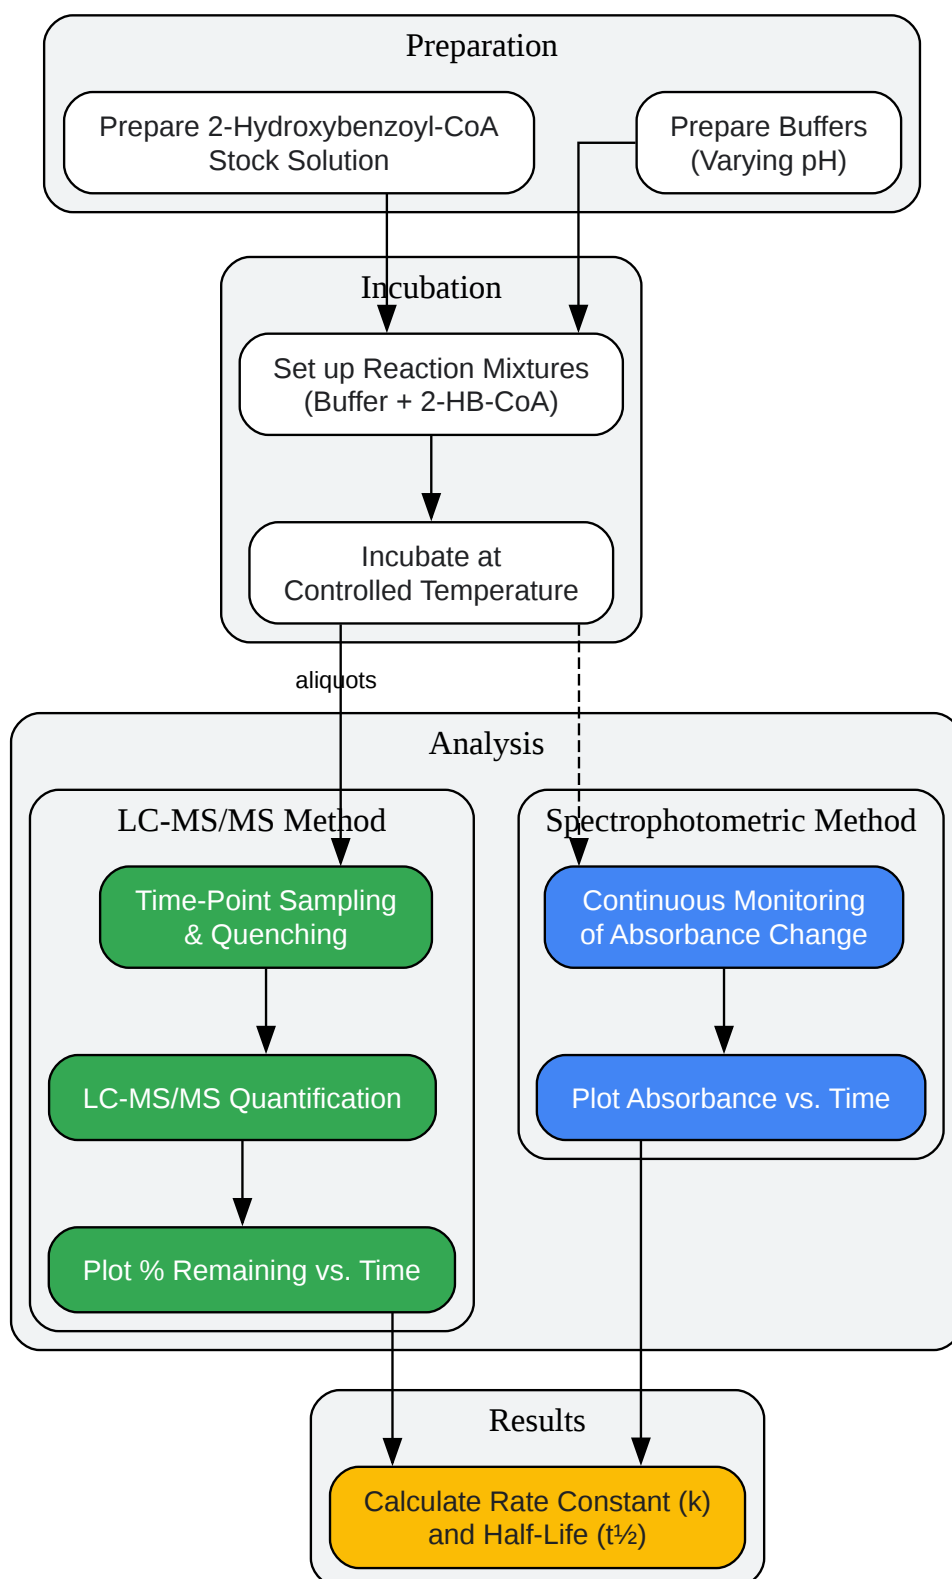 Preparation
Prepare 2-Hydroxybenzoyl-CoA
Stock Solution
Prepare Buffers
(Varying pH)
Incubation
Set up Reaction Mixtures
(Buffer + 2-HB-CoA)
Incubate at
Controlled Temperature
aliquots
Analysis
LC-MS/MS Method
Time-Point Sampling
& Quenching
LC-MS/MS Quantification
Plot % Remaining vs. Time
Spectrophotometric Method
Continuous Monitoring
of Absorbance Change
Plot Absorbance vs. Time
Results
Calculate Rate Constant (k)
and Half-Life (t½)